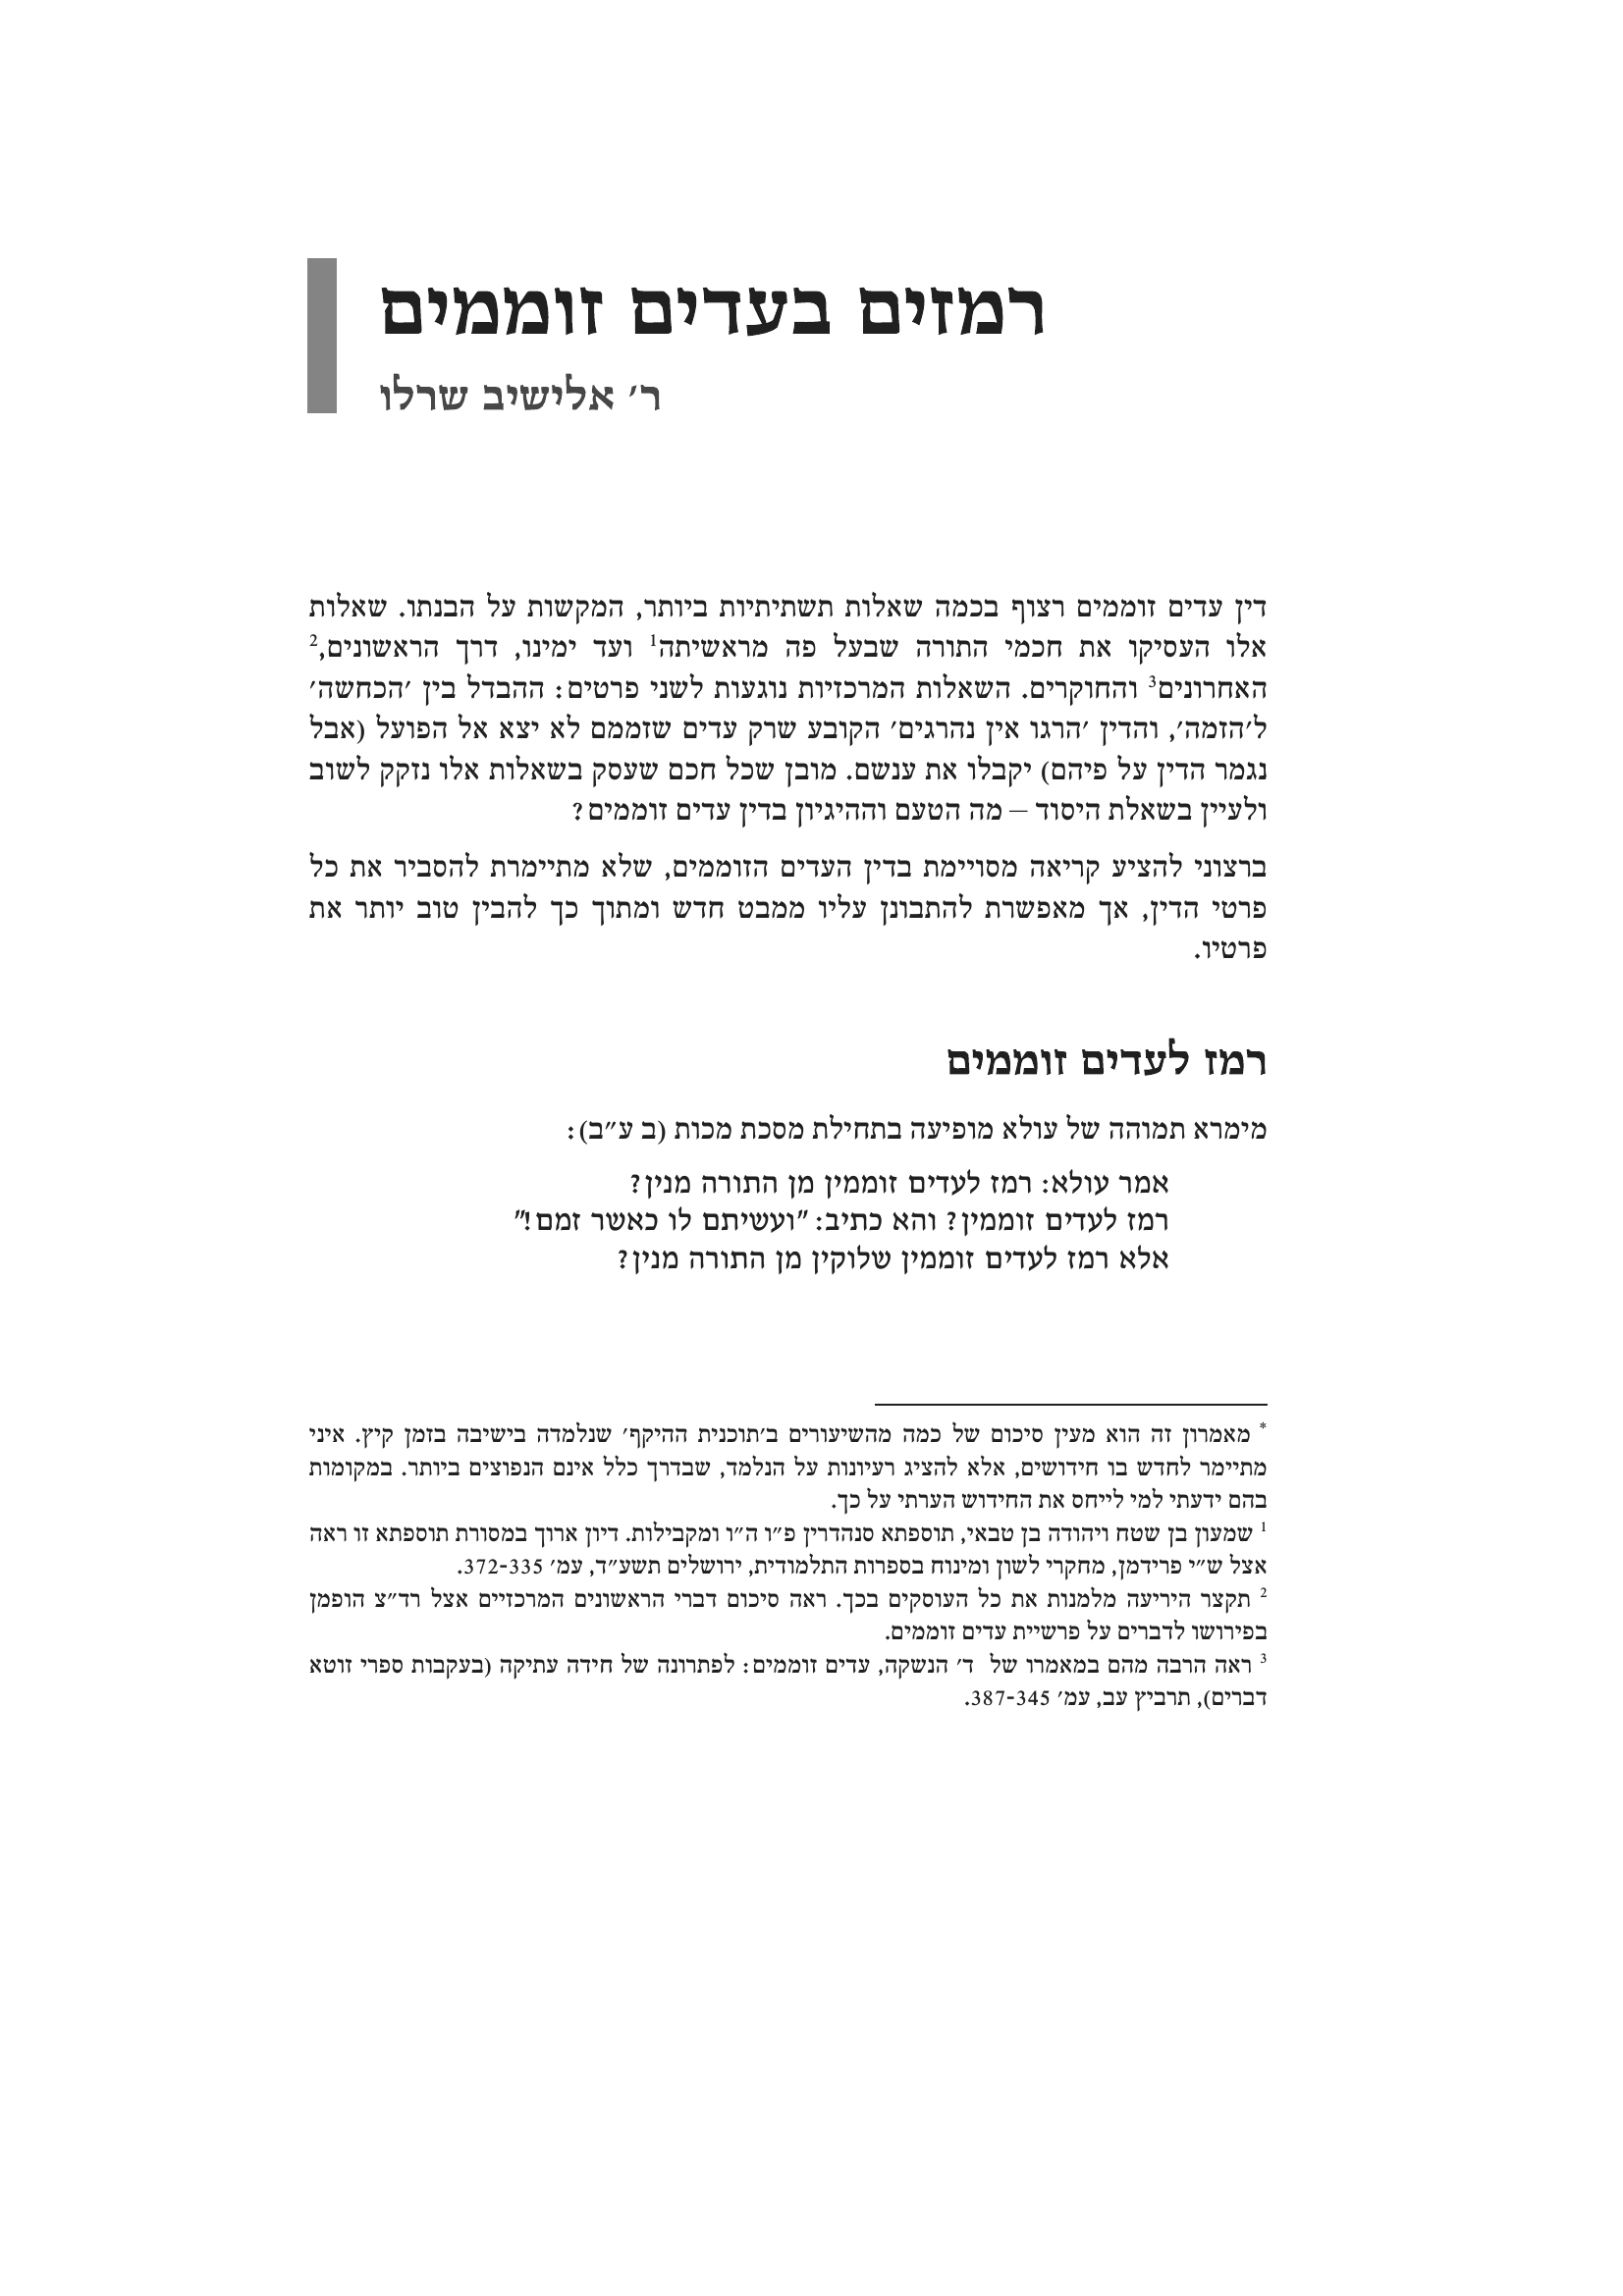 רמזים בעדים זוממים
ר׳ אלישיב שרלו
דין עדים זוממים רצוף בכמה שאלות תשתיתיות ביותר, המקשות על הבנתו. שאלות
אלו העסיקו את חכמי התורה שבעל פה מראשיתה¹ ועד ימינו, דרך הראשונים,²
האחרונים³ והחוקרים. השאלות המרכזיות נוגעות לשני פרטים: ההבדל בין ׳הכחשה׳
ל׳הזמה׳, והדין ׳הרגו אין נהרגים׳ הקובע שרק עדים שזממם לא יצא אל הפועל (אבל
נגמר הדין על פיהם) יקבלו את ענשם. מובן שכל חכם שעסק בשאלות אלו נזקק לשוב
ולעיין בשאלת היסוד – מה הטעם וההיגיון בדין עדים זוממים?
ברצוני להציע קריאה מסויימת בדין העדים הזוממים, שלא מתיימרת להסביר את כל
פרטי הדין, אך מאפשרת להתבונן עליו ממבט חדש ומתוך כך להבין טוב יותר את
פרטיו.
רמז לעדים זוממים
מימרא תמוהה של עולא מופיעה בתחילת מסכת מכות (ב ע״ב):
אמר עולא: רמז לעדים זוממין מן התורה מנין?
רמז לעדים זוממין? והא כתיב: ״ועשיתם לו כאשר זמם!״
אלא רמז לעדים זוממין שלוקין מן התורה מנין?
* מאמרון זה הוא מעין סיכום של כמה מהשיעורים ב׳תוכנית ההיקף׳ שנלמדה בישיבה בזמן קיץ. איני
מתיימר לחדש בו חידושים, אלא להציג רעיונות על הנלמד, שבדרך כלל אינם הנפוצים ביותר. במקומות
בהם ידעתי למי לייחס את החידוש הערתי על כך.
¹ שמעון בן שטח ויהודה בן טבאי, תוספתא סנהדרין פ״ו ה״ו ומקבילות. דיון ארוך במסורת תוספתא זו ראה
אצל ש״י פרידמן, מחקרי לשון ומינוח בספרות התלמודית, ירושלים תשע״ד, עמ׳ 372-335.
² תקצר היריעה מלמנות את כל העוסקים בכך. ראה סיכום דברי הראשונים המרכזיים אצל רד״צ הופמן
בפירושו לדברים על פרשיית עדים זוממים.
³ ראה הרבה מהם במאמרו של ד׳ הנשקה, עדים זוממים: לפתרונה של חידה עתיקה (בעקבות ספרי זוטא
דברים), תרביץ עב, עמ׳ 387-345.